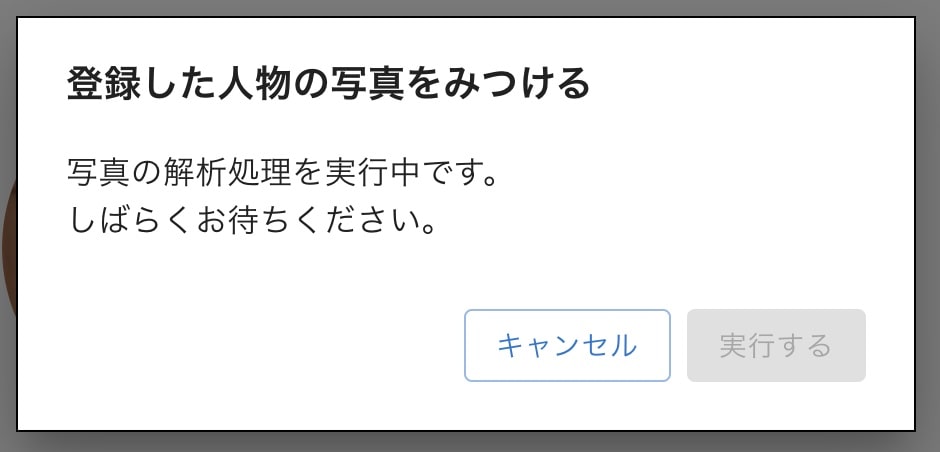 登録した人物の写真をみつける
写真の解析処理を実行中です。
しばらくお待ちください。
キャンセル
実行する